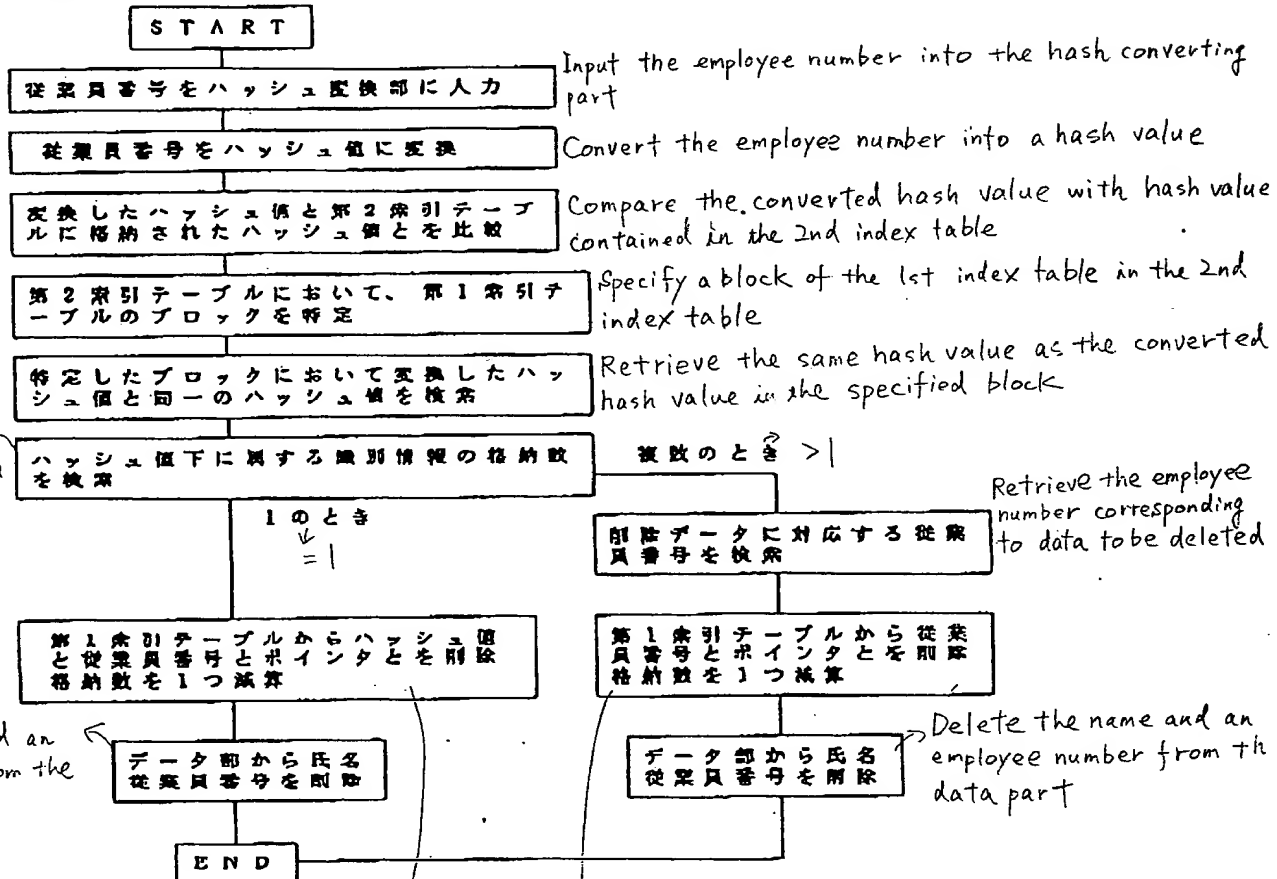 START
従業員番号をハッシュ変換部に入力
Input the employee number into the hash converting
part
従業員番号をハッシュ値に変換
Convert the employee number into a hash value
変換したハッシュ値と第2索引テーブ
ルに格納されたハッシュ値とを比較
Compare the converted hash value with hash value
contained in the 2nd index table
第2索引テーブルにおいて、第1索引テ
ーブルのブロックを特定
Specify a block of the 1st index table in the 2nd
index table
特定したブロックにおいて変換したハッ
シュ値と同一のハッシュ値を検索
Retrieve the same hash value as the converted
hash value in the specified block
ハッシュ値下に属する識別情報の格納数
を検索
複数のとき >1
1のとき
=1
削除データに対応する従業
員番号を検索
Retrieve the employee
number corresponding
to data to be deleted
第1索引テーブルからハッシュ値
と従業員番号とポインタとを削除
格納数を1つ減算
第1索引テーブルから従業
員番号とポインタとを削除
格納数を1つ減算
d an
om the
データ部から氏名
従業員番号を削除
データ部から氏名
従業員番号を削除
Delete the name and an
employee number from th
data part
END